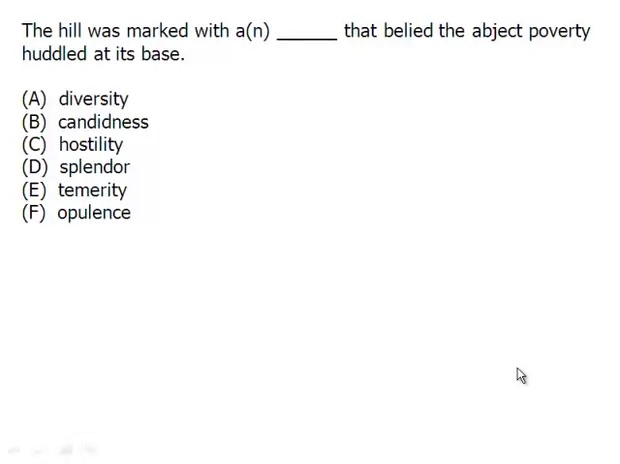 The hill was marked with a(n) ______ that belied the abject poverty
huddled at its base.
(A) diversity
(B) candidness
(C) hostility
(D) splendor
(E) temerity
(F) opulence